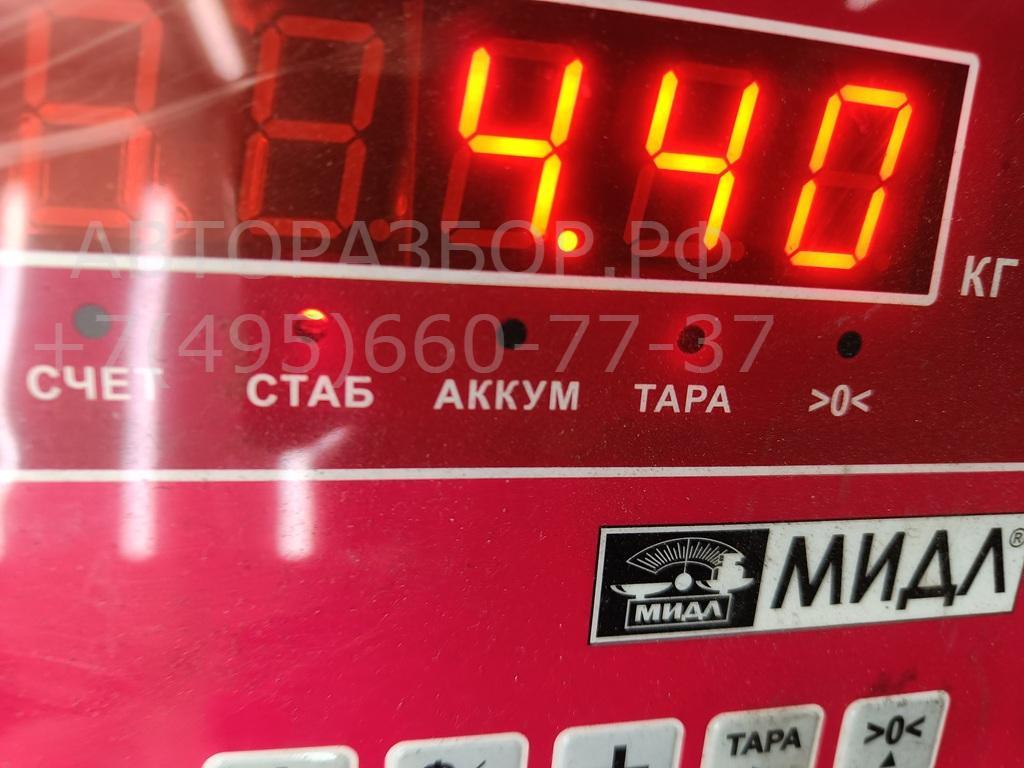 4.40
КГ
АВТОРАЗБОР.РФ
+7(495)660-77-37
СЧЕТ СТАБ АККУМ ТАРА >0<
МИДЛ МИДЛ®
ТАРА >0<